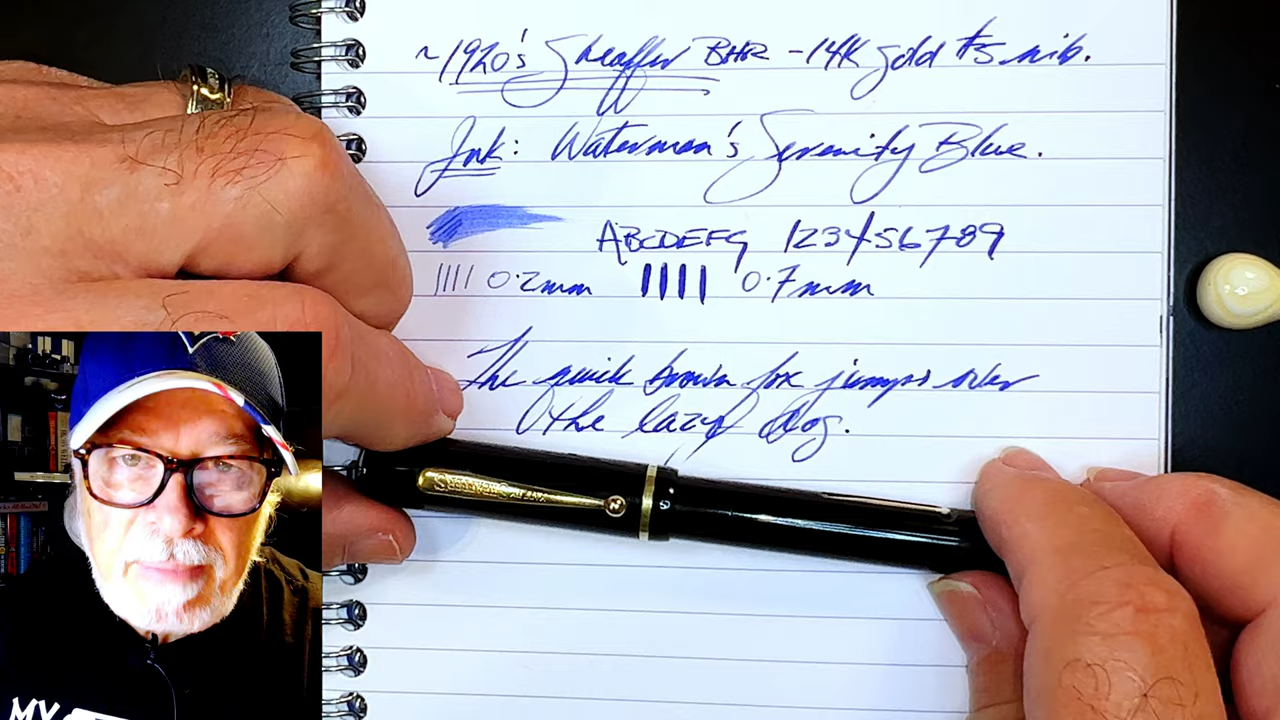 ~1920's Sheaffer BHR - 14K gold #5 nib.
Ink: Waterman's Serenity Blue.
ABCDEFG 123456789
0.2mm 0.7mm
The quick brown fox jumps over
the lazy dog.
MY